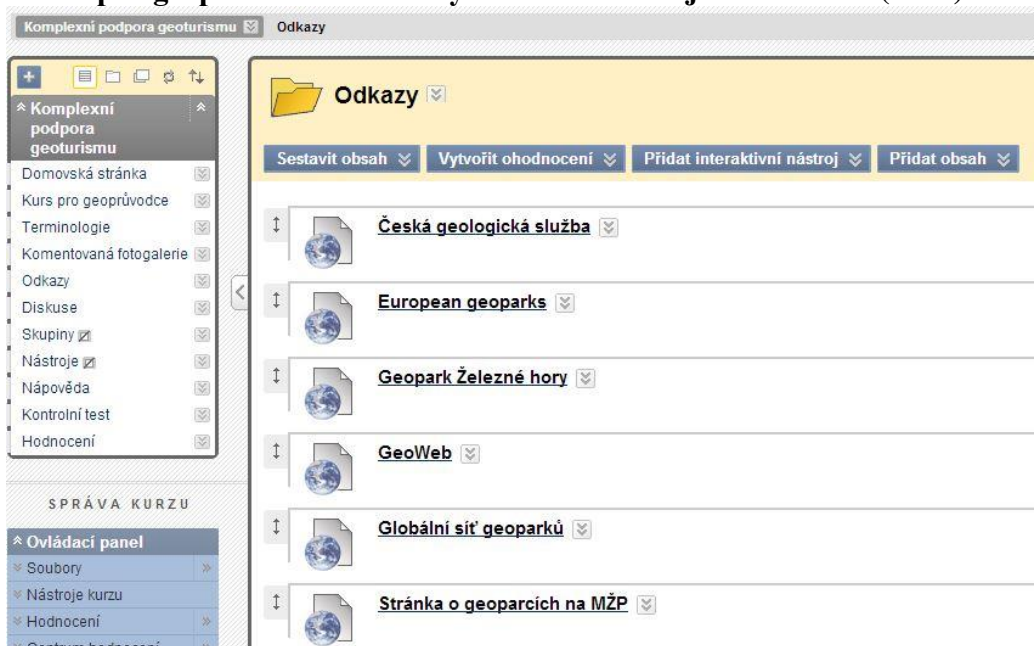 Komplexní podpora geoturismu Odkazy
Komplexní
podpora
geoturismu
Domovská stránka
Kurs pro geoprůvodce
Terminologie
Komentovaná fotogalerie
Odkazy
Diskuse
Skupiny
Nástroje
Nápověda
Kontrolní test
Hodnocení
SPRÁVA KURZU
Ovládací panel
Soubory
Nástroje kurzu
Hodnocení
Odkazy
Sestavit obsah Vytvořit ohodnocení Přidat interaktivní nástroj Přidat obsah
Česká geologická služba
European geoparks
Geopark Železné hory
GeoWeb
Globální síť geoparků
Stránka o geoparcích na MŽP